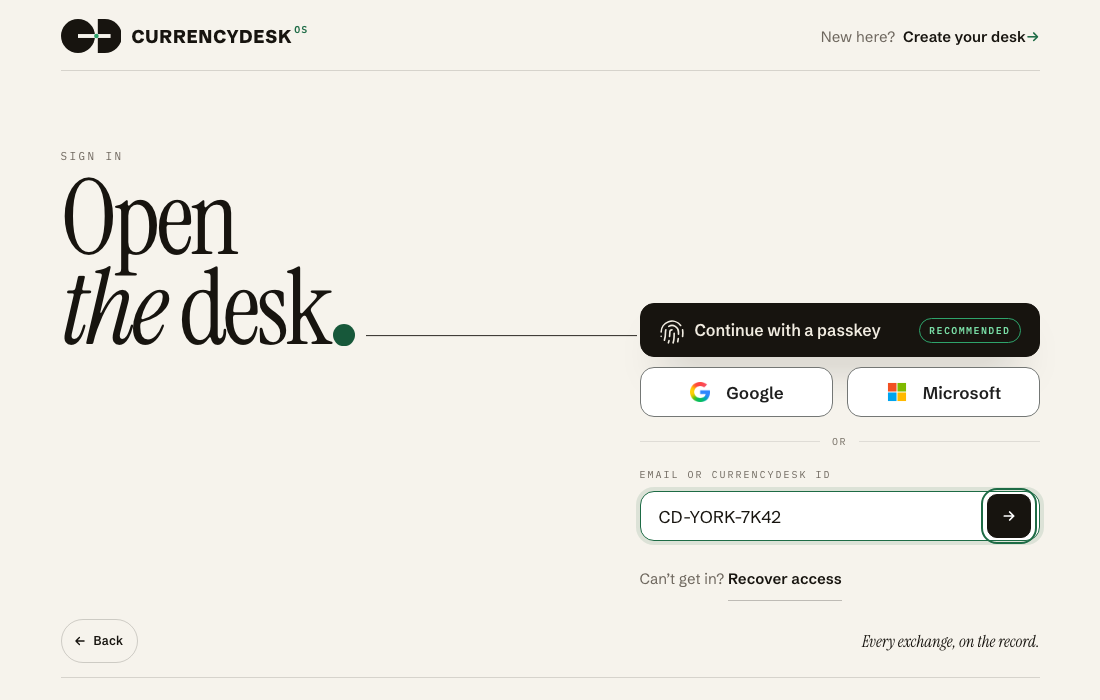 CURRENCYDESK OS
New here? Create your desk→
SIGN IN
Open
the desk.
Continue with a passkey
RECOMMENDED
Google
Microsoft
OR
EMAIL OR CURRENCYDESK ID
CD-YORK-7K42
→
Can’t get in? Recover access
← Back
Every exchange, on the record.